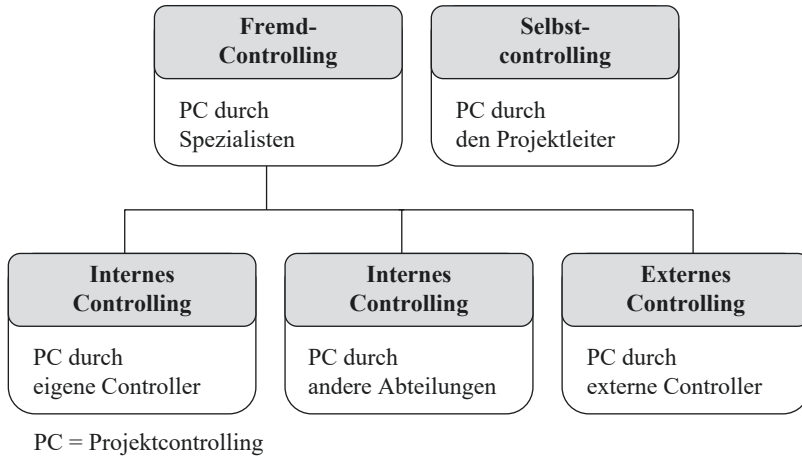 Fremd-
Controlling
PC durch
Spezialisten
Selbst-
controlling
PC durch
den Projektleiter
Internes
Controlling
PC durch
eigene Controller
Internes
Controlling
PC durch
andere Abteilungen
Externes
Controlling
PC durch
externe Controller
PC = Projektcontrolling